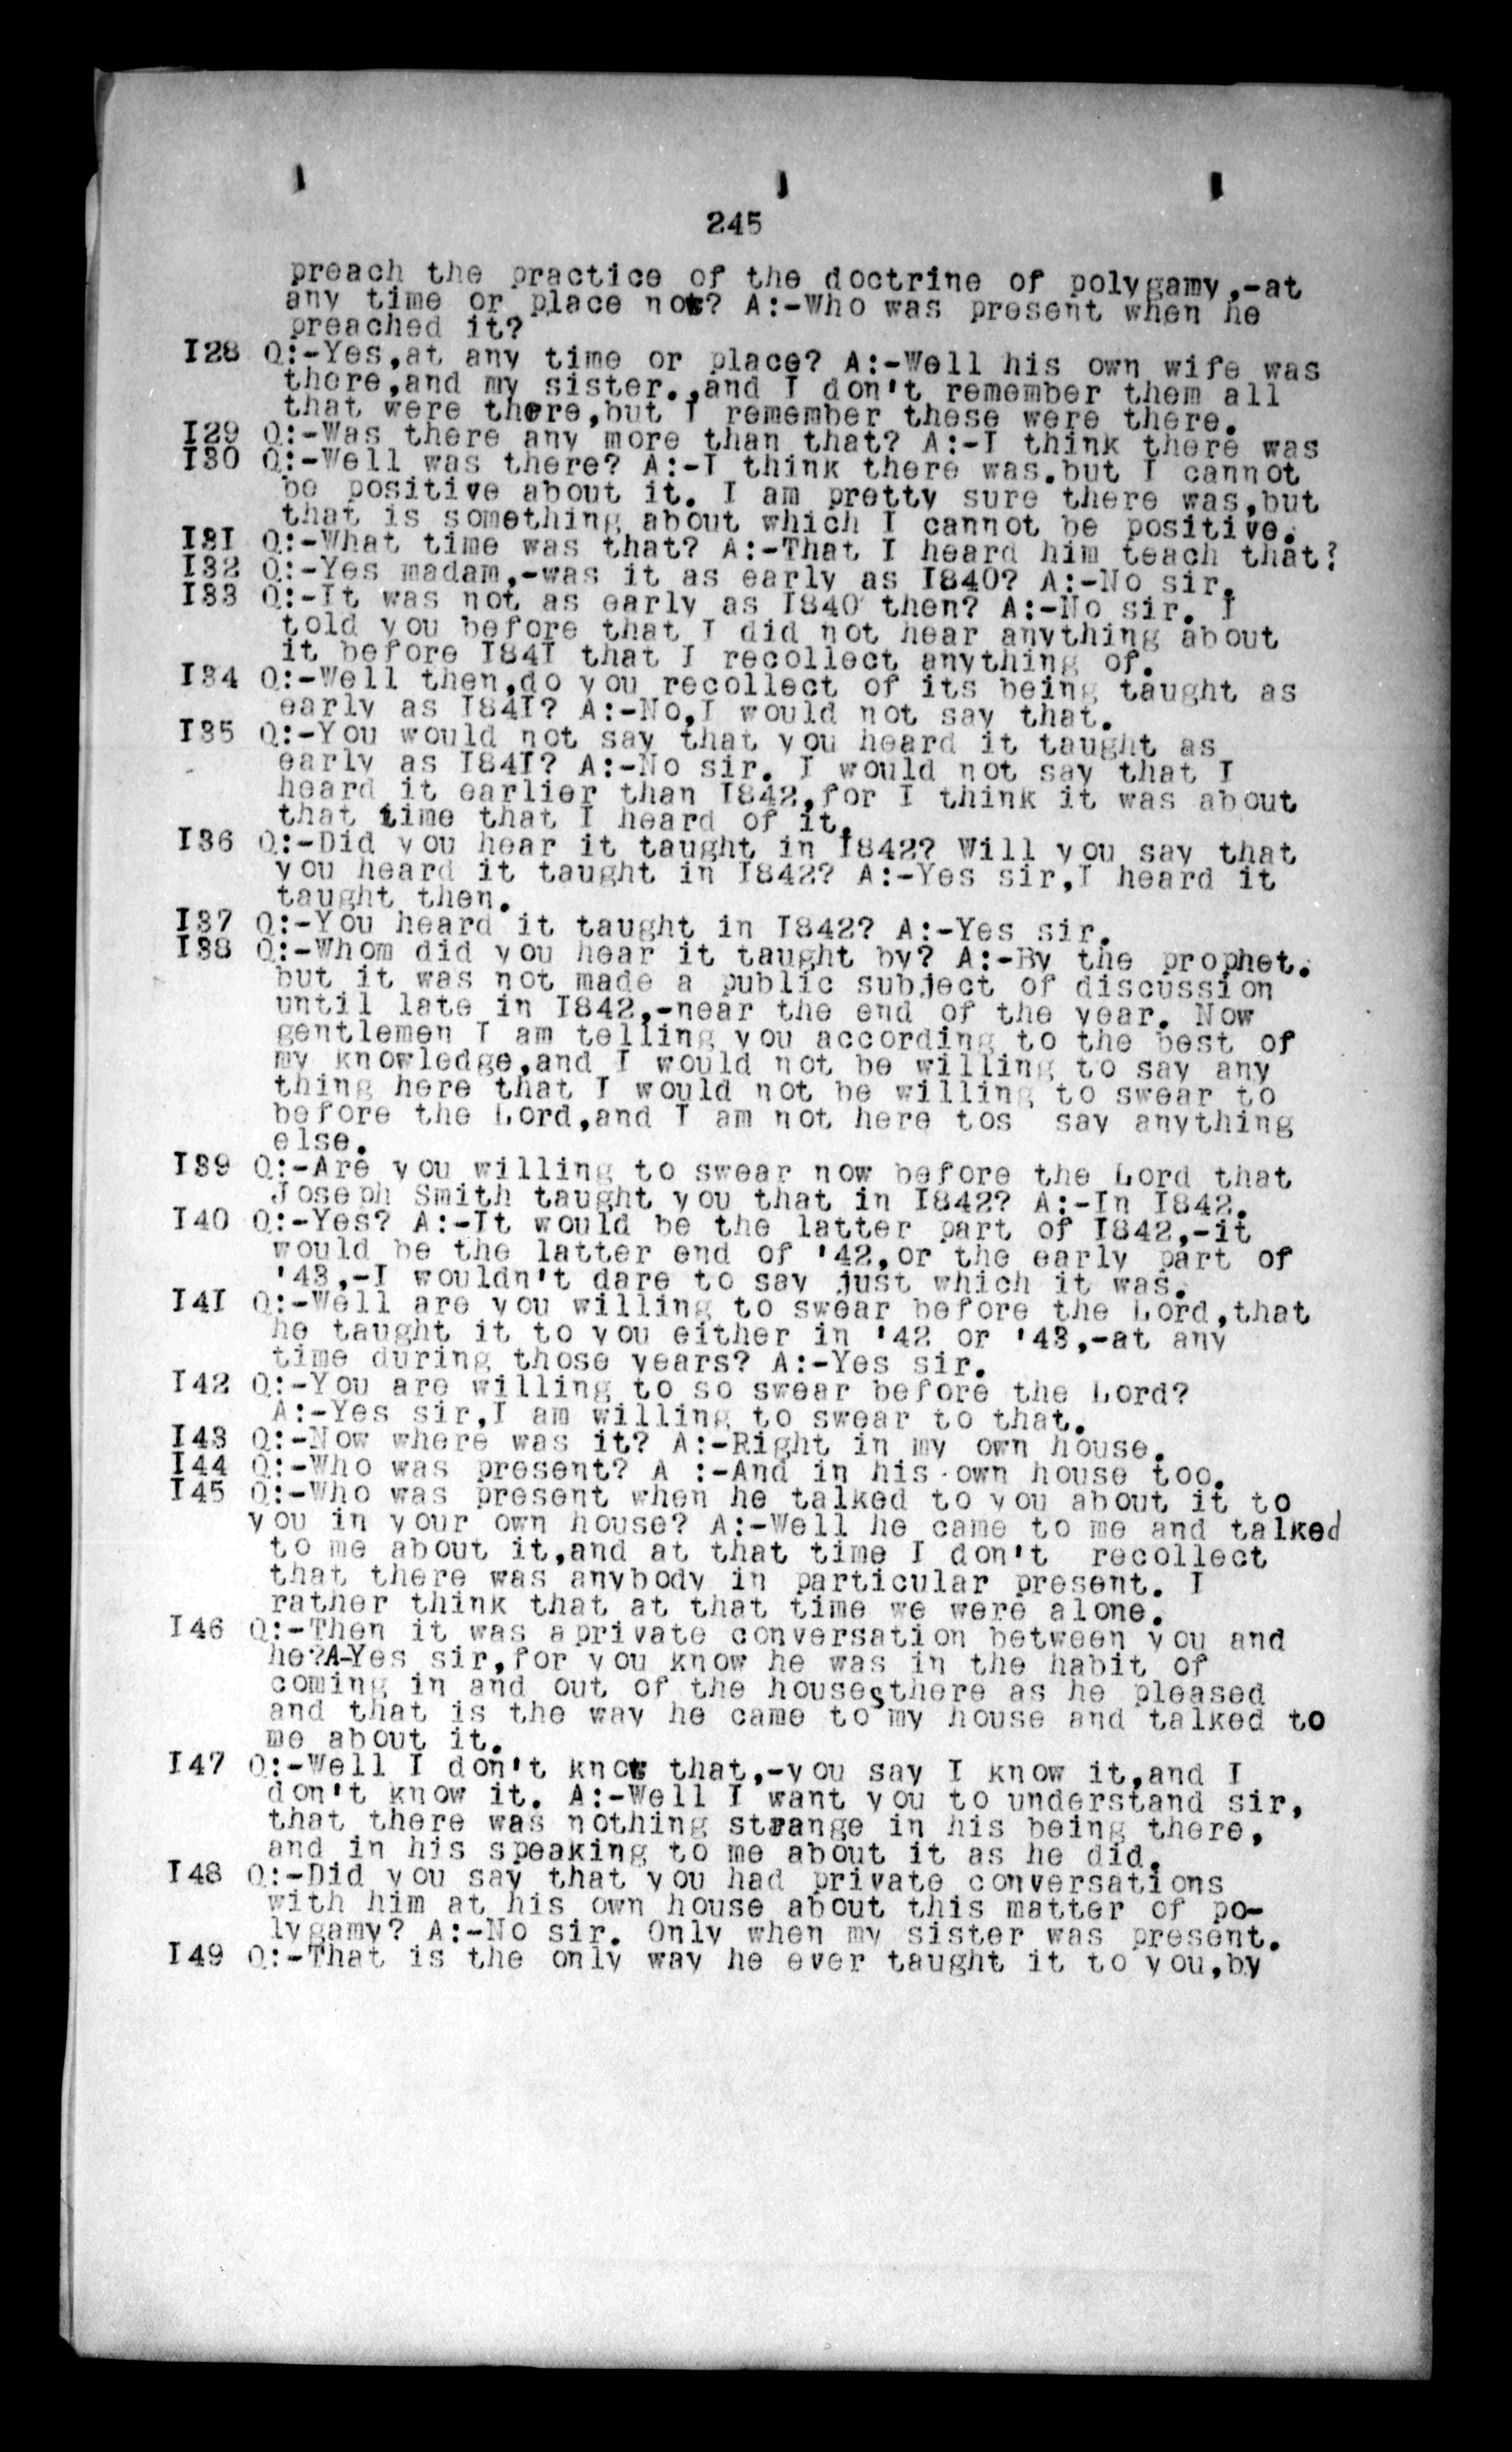 245
preach the practice of the doctrine of polygamy,-at
any time or place not? A:-Who was present when he
preached it?
I28 Q:-Yes,at any time or place? A:-Well his own wife was
there,and my sister.,and I don't remember them all
that were there,but I remember these were there.
I29 Q:-Was there any more than that? A:-I think there was
I30 Q:-Well was there? A:-I think there was.but I cannot
be positive about it. I am pretty sure there was,but
that is something about which I cannot be positive.
I31 Q:-What time was that? A:-That I heard him teach that?
I32 Q:-Yes madam,-was it as early as I840? A:-No sir.
I33 Q:-It was not as early as I840 then? A:-No sir. I
told you before that I did not hear anything about
it before I84I that I recollect anything of.
I34 Q:-Well then,do you recollect of its being taught as
early as I84I? A:-No,I would not say that.
I35 Q:-You would not say that you heard it taught as
early as I84I? A:-No sir. I would not say that I
heard it earlier than I842,for I think it was about
that time that I heard of it.
I36 Q:-Did you hear it taught in I842? Will you say that
you heard it taught in I842? A:-Yes sir,I heard it
taught then.
I37 Q:-You heard it taught in I842? A:-Yes sir.
I38 Q:-Whom did you hear it taught by? A:-By the prophet.
but it was not made a public subject of discussion
until late in I842,-near the end of the year. Now
gentlemen I am telling you according to the best of
my knowledge,and I would not be willing to say any
thing here that I would not be willing to swear to
before the Lord,and I am not here tos say anything
else.
I39 Q:-Are you willing to swear now before the Lord that
Joseph Smith taught you that in I842? A:-In I842.
I40 Q:-Yes? A:-It would be the latter part of I842,-it
would be the latter end of '42,or the early part of
'43,-I wouldn't dare to say just which it was.
I4I Q:-Well are you willing to swear before the Lord,that
he taught it to you either in '42 or '43,-at any
time during those years? A:-Yes sir.
I42 Q:-You are willing to so swear before the Lord?
A:-Yes sir,I am willing to swear to that.
I43 Q:-Now where was it? A:-Right in my own house.
I44 Q:-Who was present? A :-And in his own house too.
I45 Q:-Who was present when he talked to you about it to
you in your own house? A:-Well he came to me and talked
to me about it,and at that time I don't recollect
that there was anybody in particular present. I
rather think that at that time we were alone.
I46 Q:-Then it was aprivate conversation between you and
he?A-Yes sir,for you know he was in the habit of
coming in and out of the houses there as he pleased
and that is the way he came to my house and talked to
me about it.
I47 Q:-Well I don't know that,-you say I know it,and I
don't know it. A:-Well I want you to understand sir,
that there was nothing strange in his being there,
and in his speaking to me about it as he did.
I48 Q:-Did you say that you had private conversations
with him at his own house about this matter of po-
lygamy? A:-No sir. Only when my sister was present.
I49 Q:-That is the only way he ever taught it to you,by